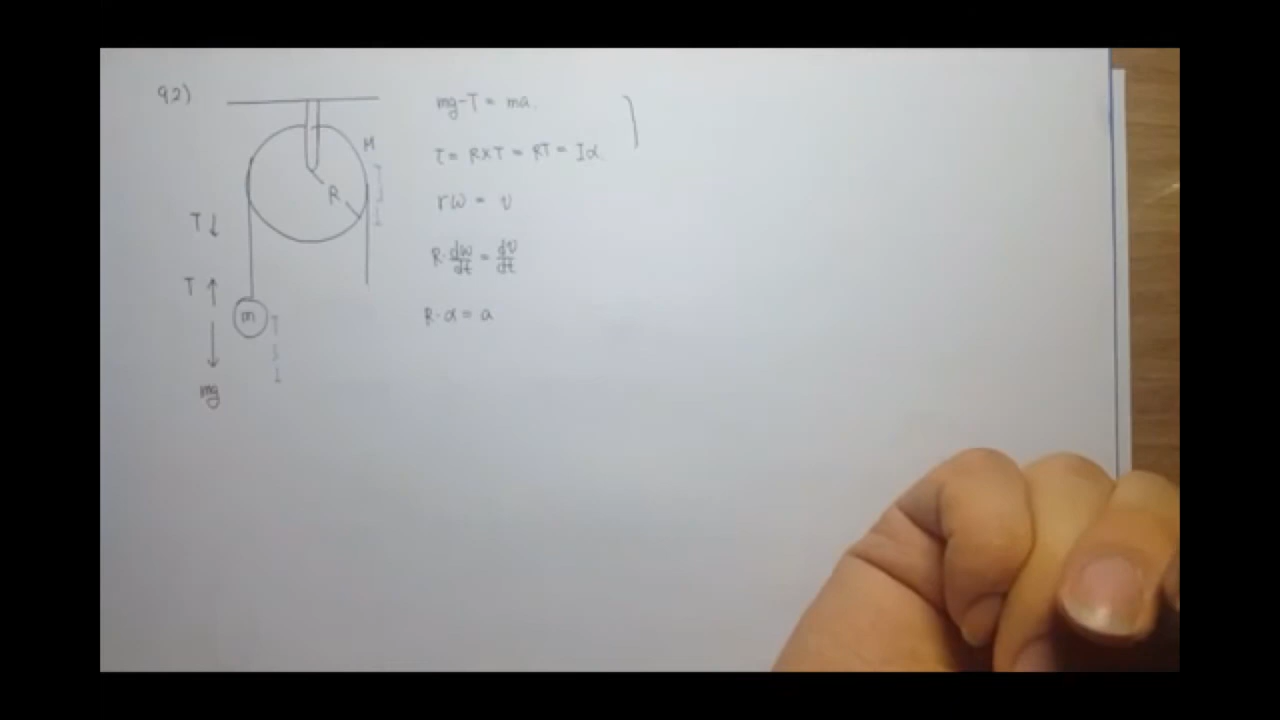 92)
mg-T = ma.
M
τ = R×T = RT = Iα.
R
rω = v
T↓
R·dω/dt = dv/dt
T↑
m
R·α = a
mg